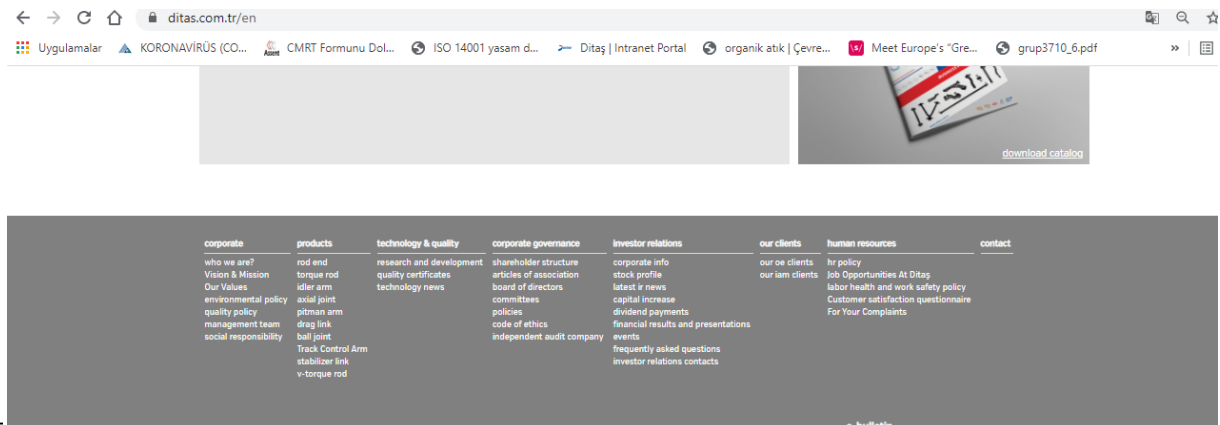 ditas.com.tr/en
Uygulamalar
KORONAVİRÜS (CO...
Assent
CMRT Formunu Dol...
ISO 14001 yasam d...
Ditaş | Intranet Portal
organik atık | Çevre...
\s/
Meet Europe's "Gre...
grup3710_6.pdf
»
download catalog
corporate
who we are?
Vision & Mission
Our Values
environmental policy
quality policy
management team
social responsibility
products
rod end
torque rod
idler arm
axial joint
pitman arm
drag link
ball joint
Track Control Arm
stabilizer link
v-torque rod
technology & quality
research and development
quality certificates
technology news
corporate governance
shareholder structure
articles of association
board of directors
committees
policies
code of ethics
independent audit company
investor relations
corporate info
stock profile
latest ir news
capital increase
dividend payments
financial results and presentations
events
frequently asked questions
investor relations contacts
our clients
our oe clients
our iam clients
human resources
hr policy
Job Opportunities At Ditaş
labor health and work safety policy
Customer satisfaction questionnaire
For Your Complaints
contact